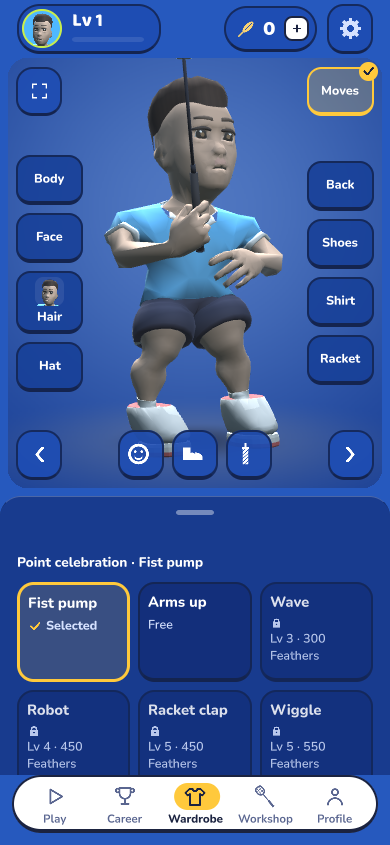 Lv 1
0
Moves
Body
Back
Face
Shoes
Hair
Shirt
Hat
Racket
Point celebration · Fist pump
Fist pump
Selected
Arms up
Free
Wave
Lv 3 · 300
Feathers
Robot
Lv 4 · 450
Feathers
Racket clap
Lv 5 · 450
Feathers
Wiggle
Lv 5 · 550
Feathers
Play
Career
Wardrobe
Workshop
Profile